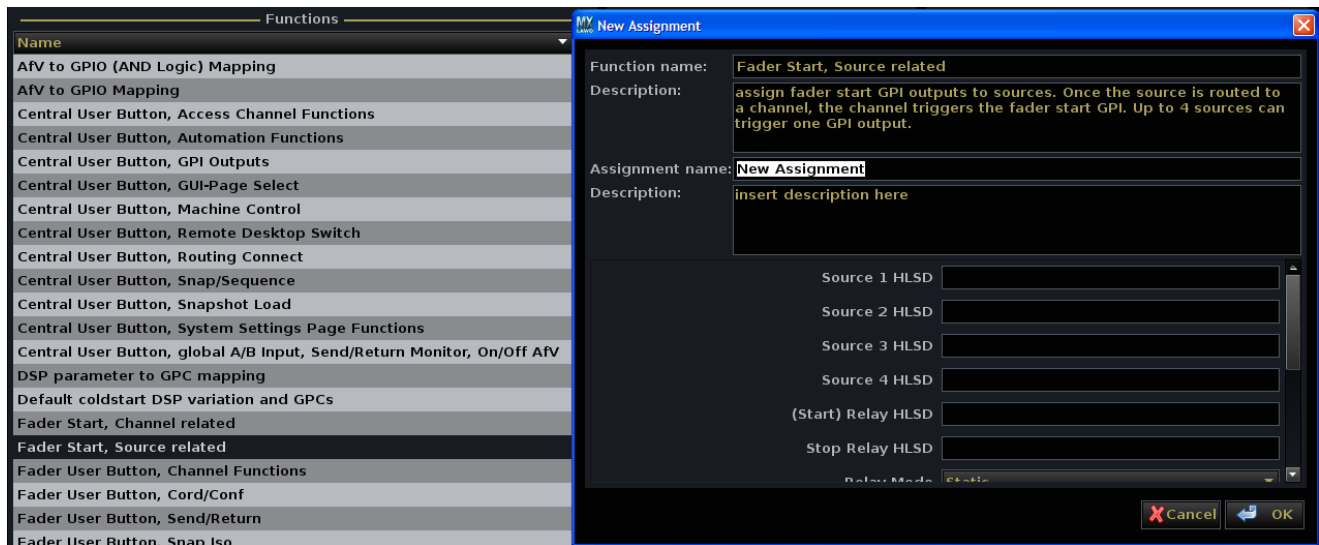 Functions
Name
AfV to GPIO (AND Logic) Mapping
AfV to GPIO Mapping
Central User Button, Access Channel Functions
Central User Button, Automation Functions
Central User Button, GPI Outputs
Central User Button, GUI-Page Select
Central User Button, Machine Control
Central User Button, Remote Desktop Switch
Central User Button, Routing Connect
Central User Button, Snap/Sequence
Central User Button, Snapshot Load
Central User Button, System Settings Page Functions
Central User Button, global A/B Input, Send/Return Monitor, On/Off AfV
DSP parameter to GPC mapping
Default coldstart DSP variation and GPCs
Fader Start, Channel related
Fader Start, Source related
Fader User Button, Channel Functions
Fader User Button, Cord/Conf
Fader User Button, Send/Return
Fader User Button, Snap Iso
MX LAWO New Assignment
Function name: Fader Start, Source related
Description: assign fader start GPI outputs to sources. Once the source is routed to
a channel, the channel triggers the fader start GPI. Up to 4 sources can
trigger one GPI output.
Assignment name: New Assignment
Description: insert description here
Source 1 HLSD
Source 2 HLSD
Source 3 HLSD
Source 4 HLSD
(Start) Relay HLSD
Stop Relay HLSD
Relay Mode Static
Cancel OK